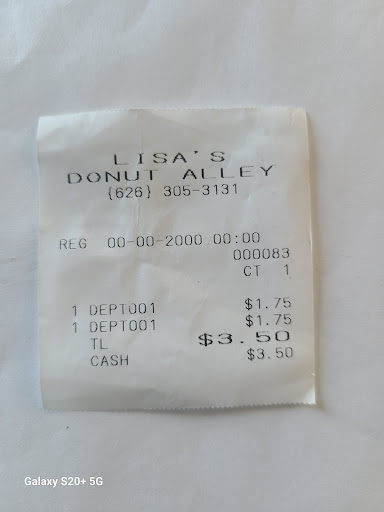 LISA'S
DONUT ALLEY
{626} 305-3131
REG 00-00-2000 00:00
000083
CT 1
1 DEPT001 $1.75
1 DEPT001 $1.75
TL $3.50
CASH $3.50
Galaxy S20+ 5G